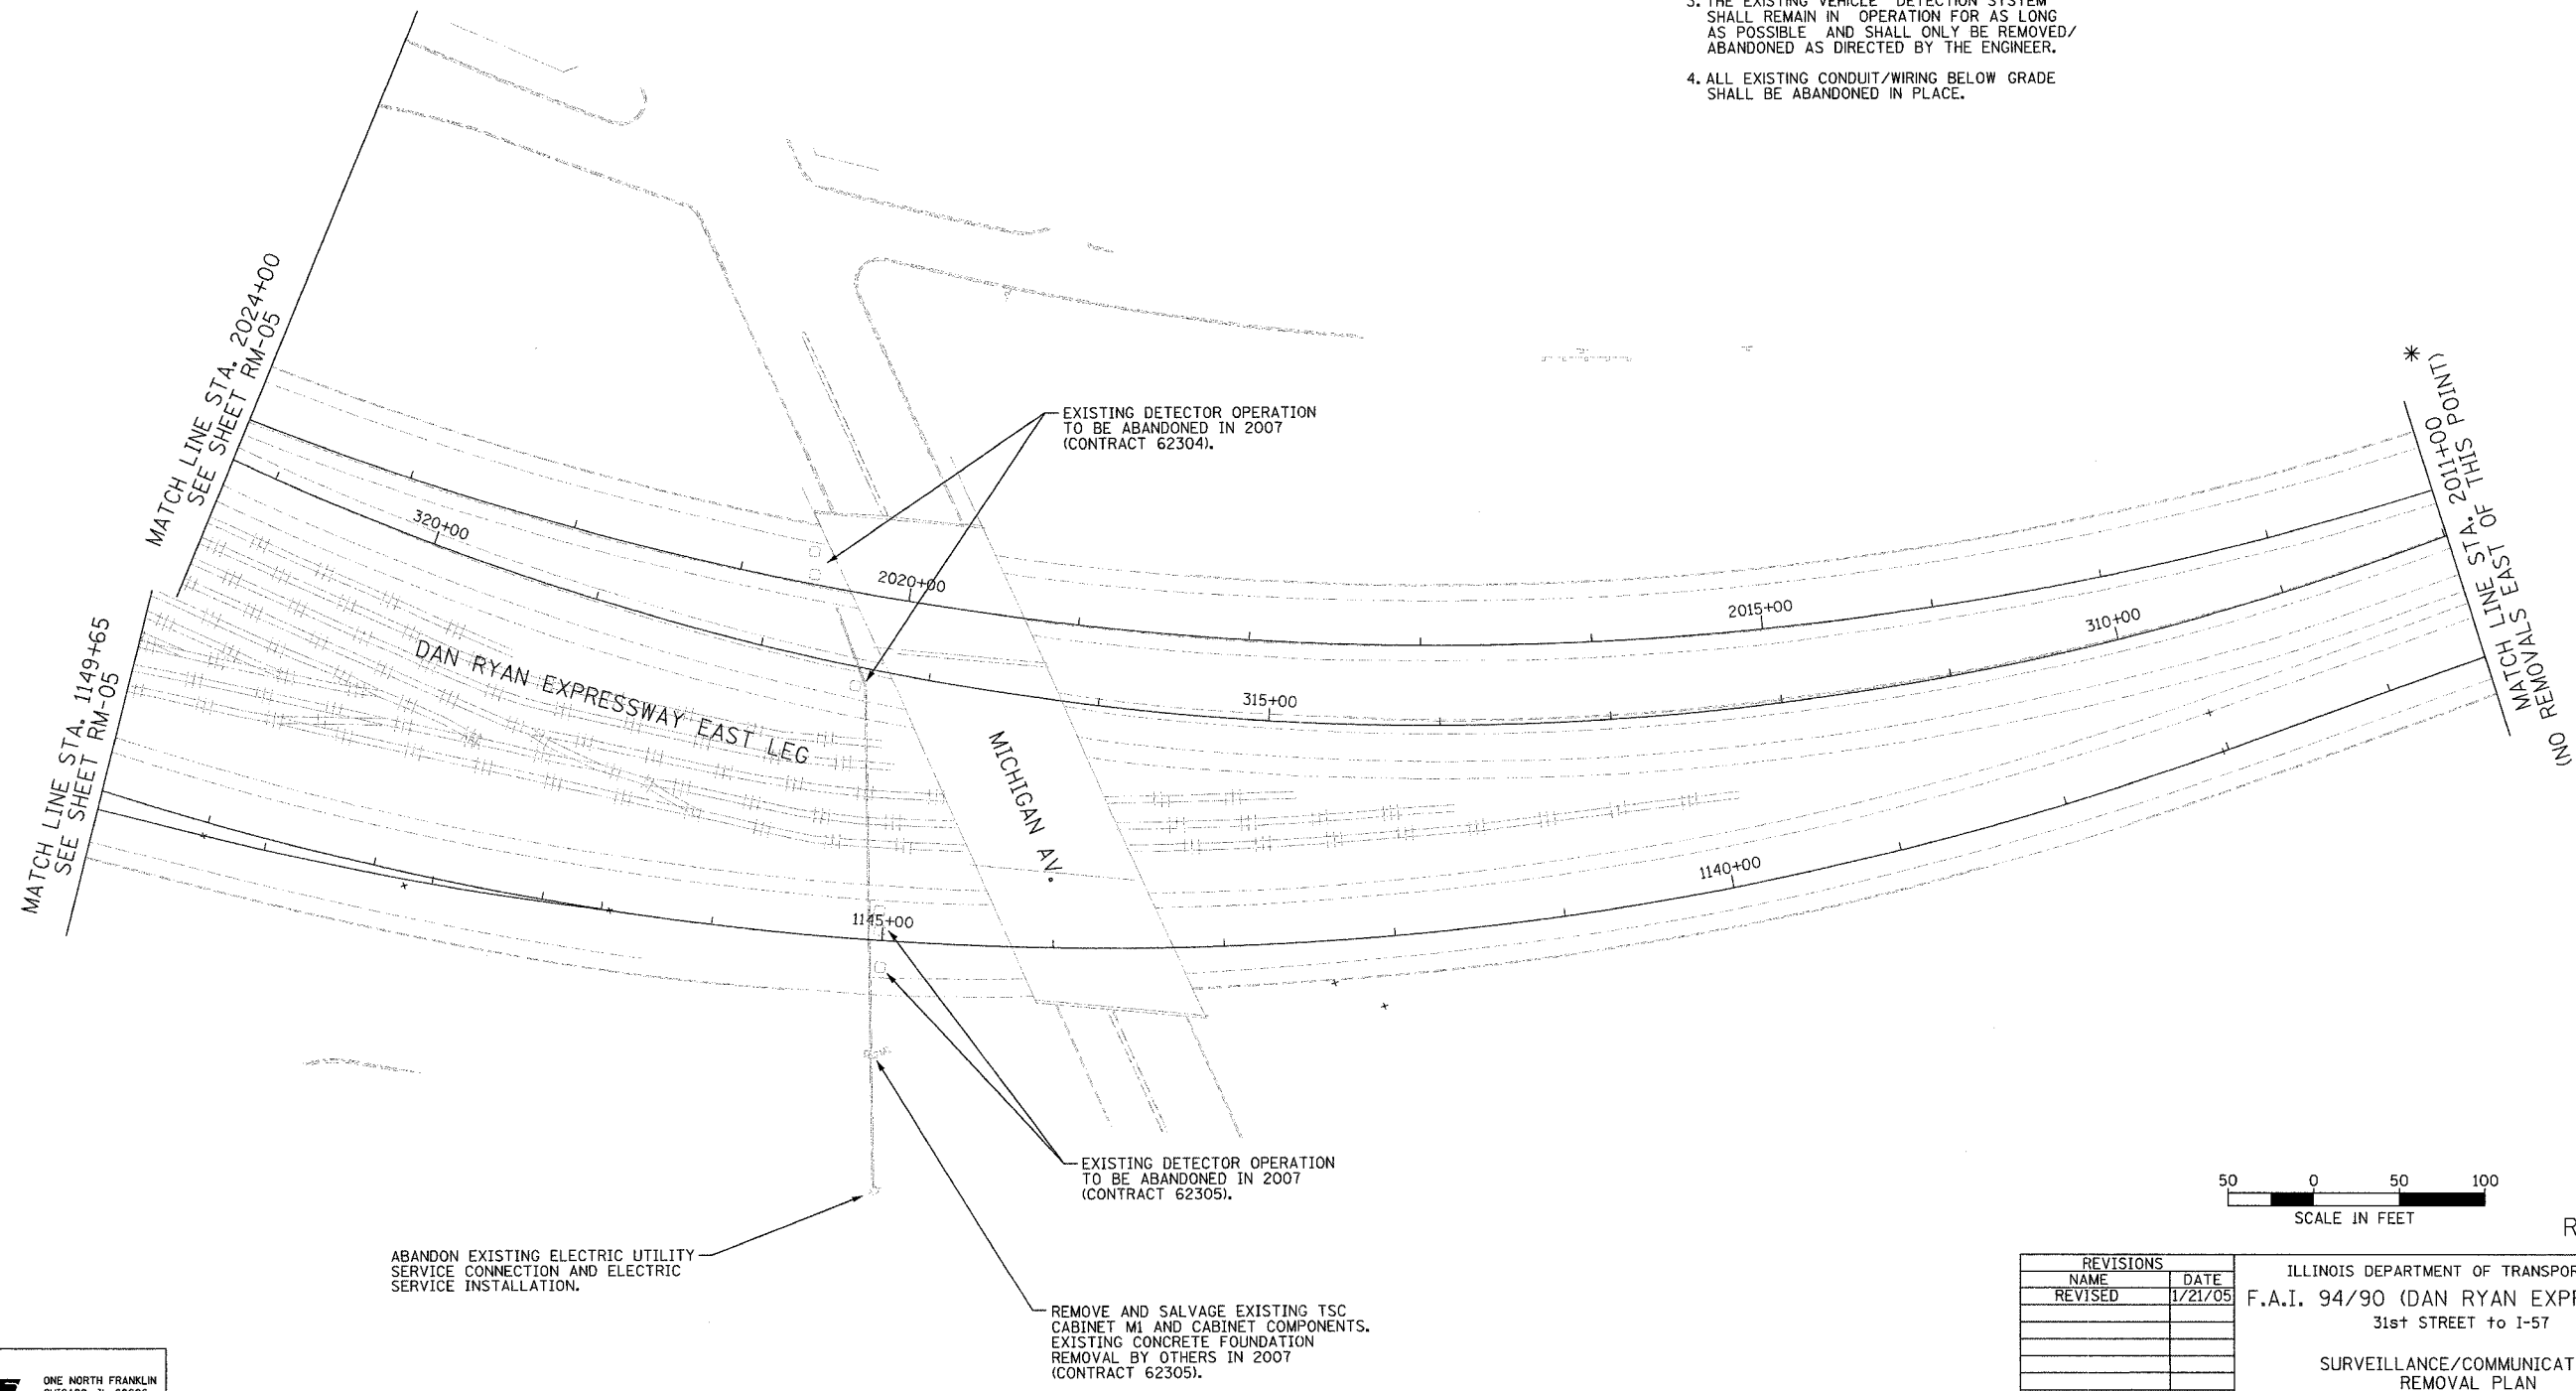 3. THE EXISTING VEHICLE DETECTION SYSTEM
SHALL REMAIN IN OPERATION FOR AS LONG
AS POSSIBLE AND SHALL ONLY BE REMOVED/
ABANDONED AS DIRECTED BY THE ENGINEER.
4. ALL EXISTING CONDUIT/WIRING BELOW GRADE
SHALL BE ABANDONED IN PLACE.
MATCH LINE STA. 2024+00
SEE SHEET RM-05
MATCH LINE STA. 1149+65
SEE SHEET RM-05
*
MATCH LINE STA. 2011+00
(NO REMOVALS EAST OF THIS POINT)
EXISTING DETECTOR OPERATION
TO BE ABANDONED IN 2007
(CONTRACT 62304).
320+00
2020+00
2015+00
310+00
315+00
DAN RYAN EXPRESSWAY EAST LEG
MICHIGAN AV.
1145+00
1140+00
EXISTING DETECTOR OPERATION
TO BE ABANDONED IN 2007
(CONTRACT 62305).
ABANDON EXISTING ELECTRIC UTILITY
SERVICE CONNECTION AND ELECTRIC
SERVICE INSTALLATION.
REMOVE AND SALVAGE EXISTING TSC
CABINET M1 AND CABINET COMPONENTS.
EXISTING CONCRETE FOUNDATION
REMOVAL BY OTHERS IN 2007
(CONTRACT 62305).
50 0 50 100
SCALE IN FEET
R
REVISIONS
NAME DATE
REVISED 1/21/05
ILLINOIS DEPARTMENT OF TRANSPOR
F.A.I. 94/90 (DAN RYAN EXP
31st STREET to I-57
SURVEILLANCE/COMMUNICAT
REMOVAL PLAN
ONE NORTH FRANKLIN